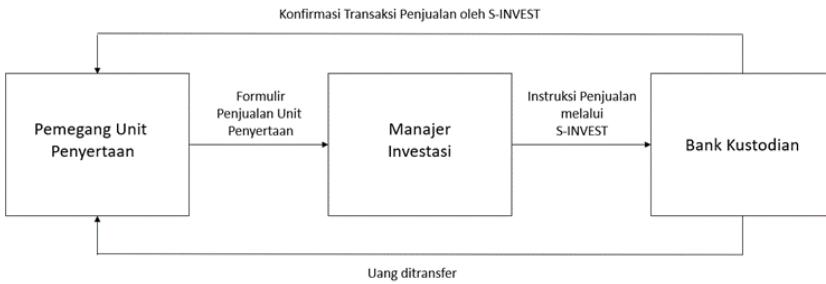 Konfirmasi Transaksi Penjualan oleh S-INVEST
Pemegang Unit
Penyertaan
Formulir
Penjualan Unit
Penyertaan
Manajer
Investasi
Instruksi Penjualan
melalui
S-INVEST
Bank Kustodian
Uang ditransfer